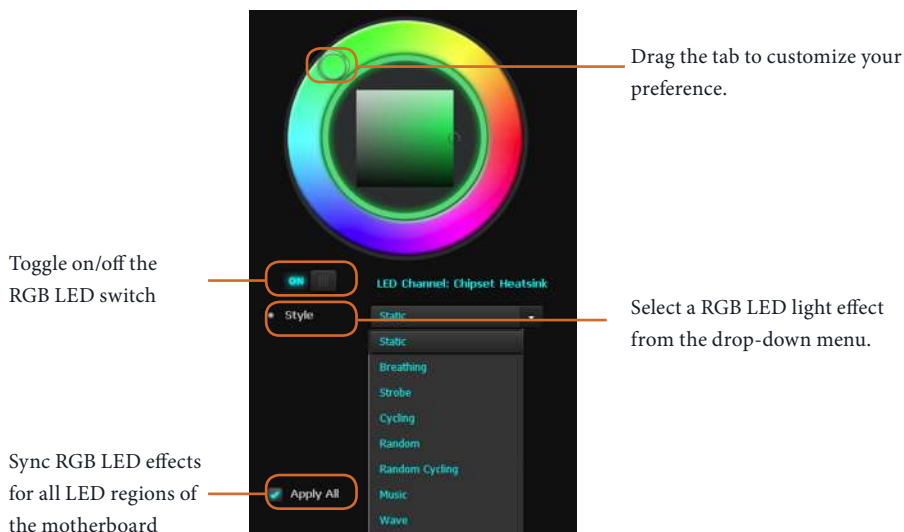 Drag the tab to customize your
preference.
Toggle on/off the
RGB LED switch
ON
LED Channel: Chipset Heatsink
Style
Static
Select a RGB LED light effect
from the drop-down menu.
Static
Breathing
Strobe
Cycling
Random
Random Cycling
Music
Wave
Sync RGB LED effects
for all LED regions of
the motherboard
Apply All